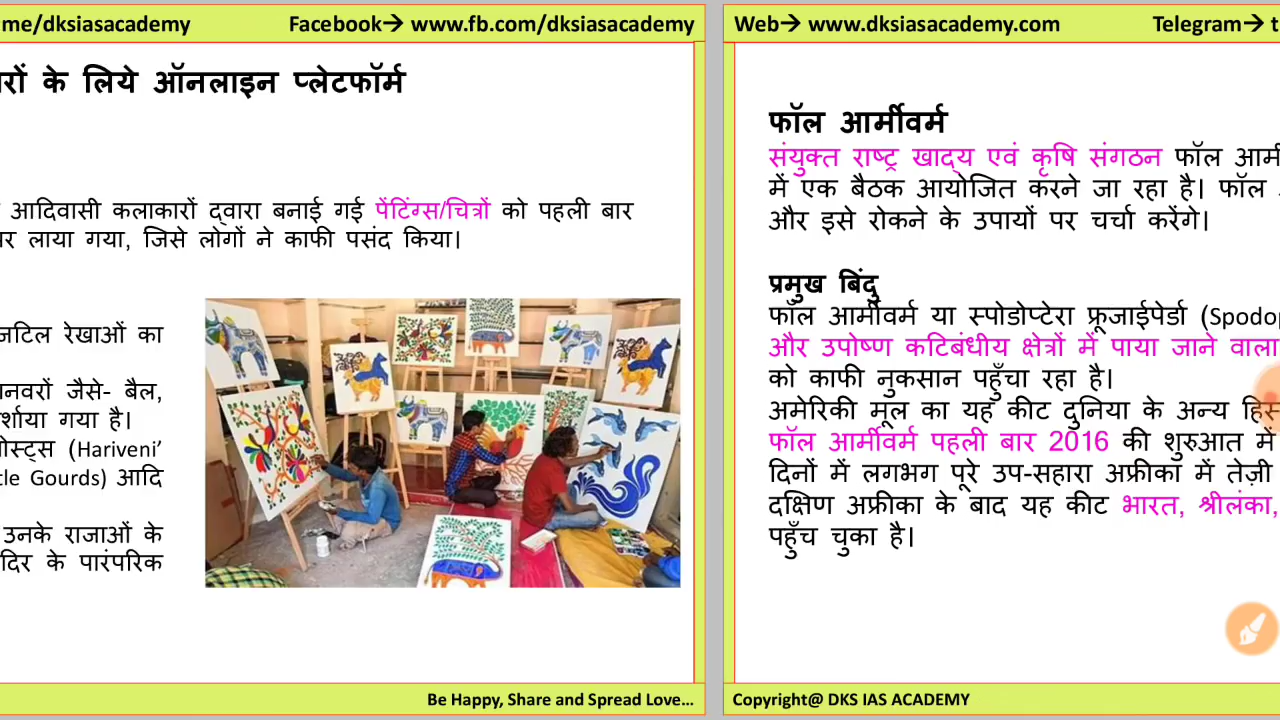 me/dksiasacademy Facebook→ www.fb.com/dksiasacademy
रों के लिये ऑनलाइन प्लेटफॉर्म
आदिवासी कलाकारों द्वारा बनाई गई पेंटिंग्स/चित्रों को पहली बार
पर लाया गया, जिसे लोगों ने काफी पसंद किया।
जटिल रेखाओं का
नवरों जैसे- बैल,
र्शाया गया है।
गोस्ट्स (Hariveni’
tle Gourds) आदि
उनके राजाओं के
दिर के पारंपरिक
Be Happy, Share and Spread Love...
Web→ www.dksiasacademy.com Telegram→ t
फॉल आर्मीवर्म
संयुक्त राष्ट्र खाद्य एवं कृषि संगठन फॉल आर्मी
में एक बैठक आयोजित करने जा रहा है। फॉल
और इसे रोकने के उपायों पर चर्चा करेंगे।
प्रमुख बिंदु
फॉल आर्मीवर्म या स्पोडोप्टेरा फ्रूजाईपेर्डा (Spodop
और उपोष्ण कटिबंधीय क्षेत्रों में पाया जाने वाला
को काफी नुकसान पहुँचा रहा है।
अमेरिकी मूल का यह कीट दुनिया के अन्य हिस
फॉल आर्मीवर्म पहली बार 2016 की शुरुआत में
दिनों में लगभग पूरे उप-सहारा अफ्रीका में तेज़ी
दक्षिण अफ्रीका के बाद यह कीट भारत, श्रीलंका,
पहुँच चुका है।
Copyright@ DKS IAS ACADEMY